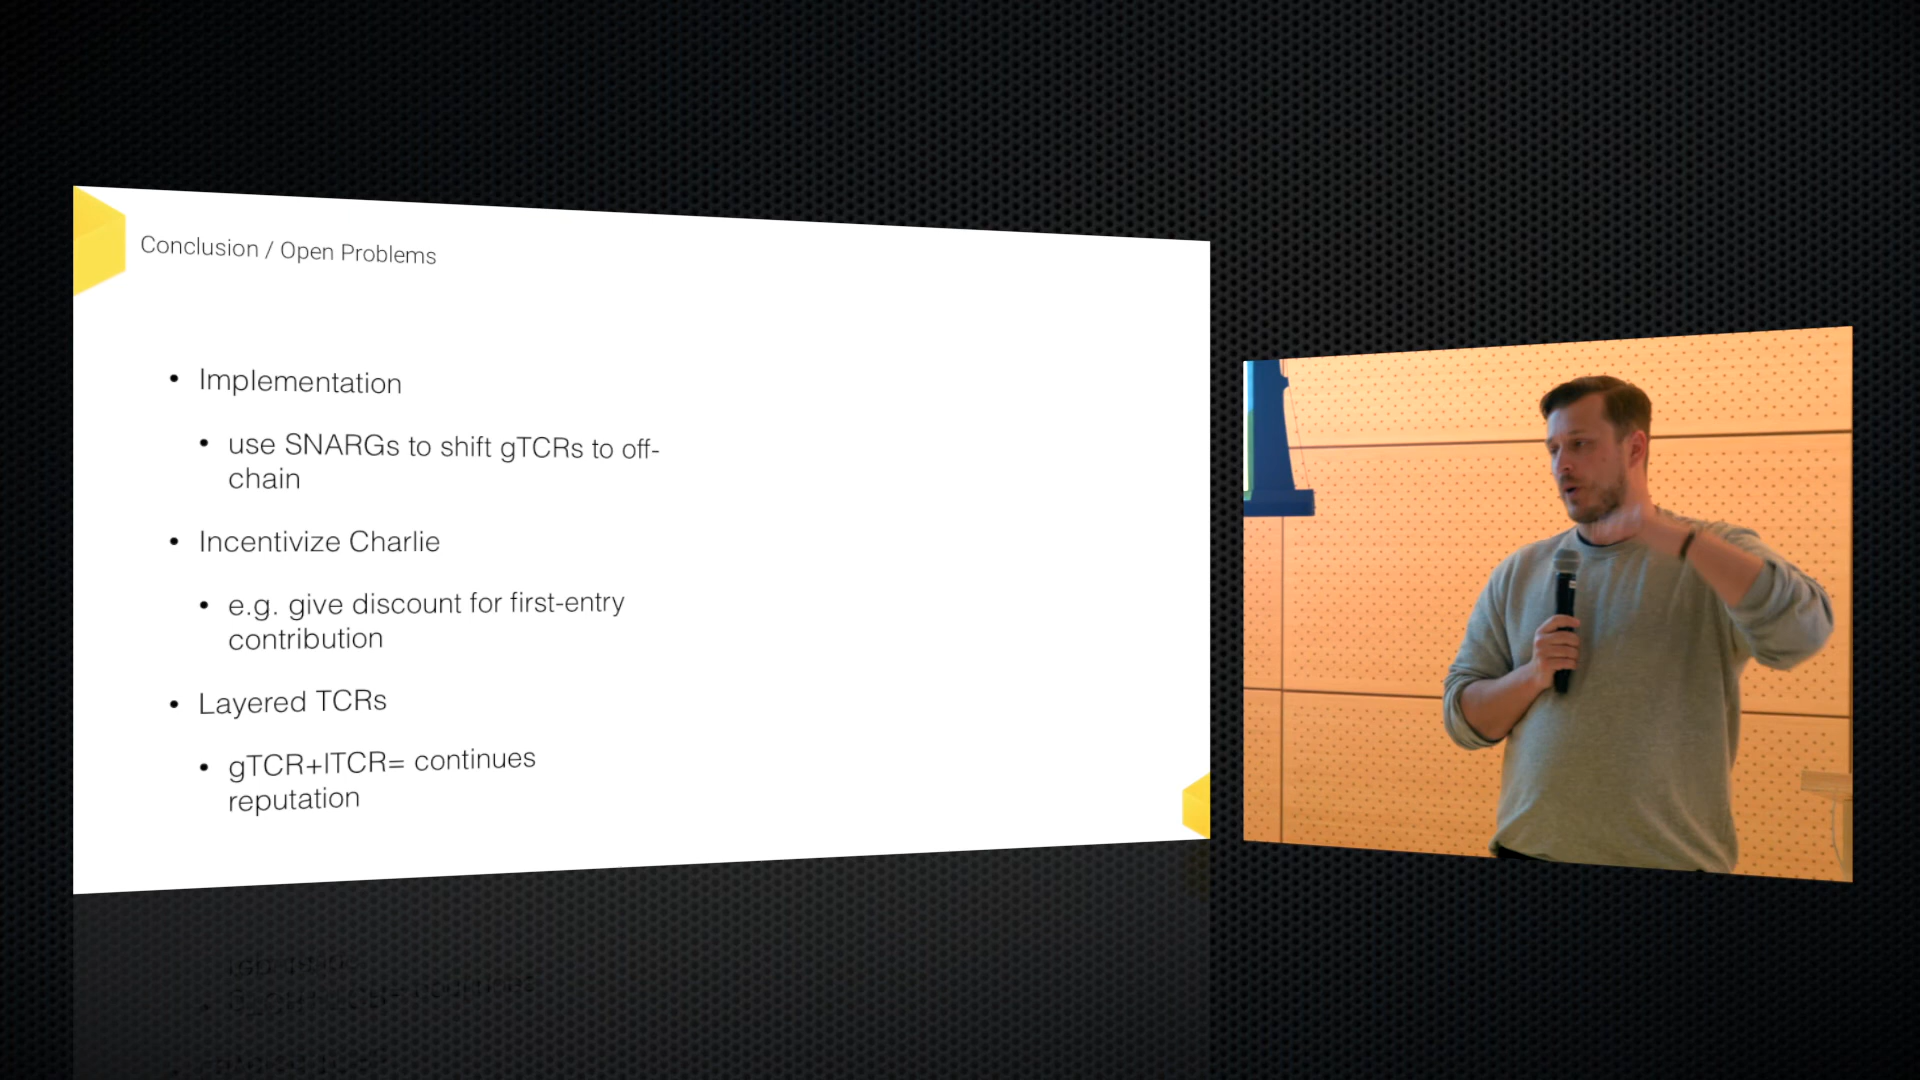 Conclusion / Open Problems
• Implementation
• use SNARGs to shift gTCRs to off-
chain
• Incentivize Charlie
• e.g. give discount for first-entry
contribution
• Layered TCRs
• gTCR+lTCR= continues
reputation